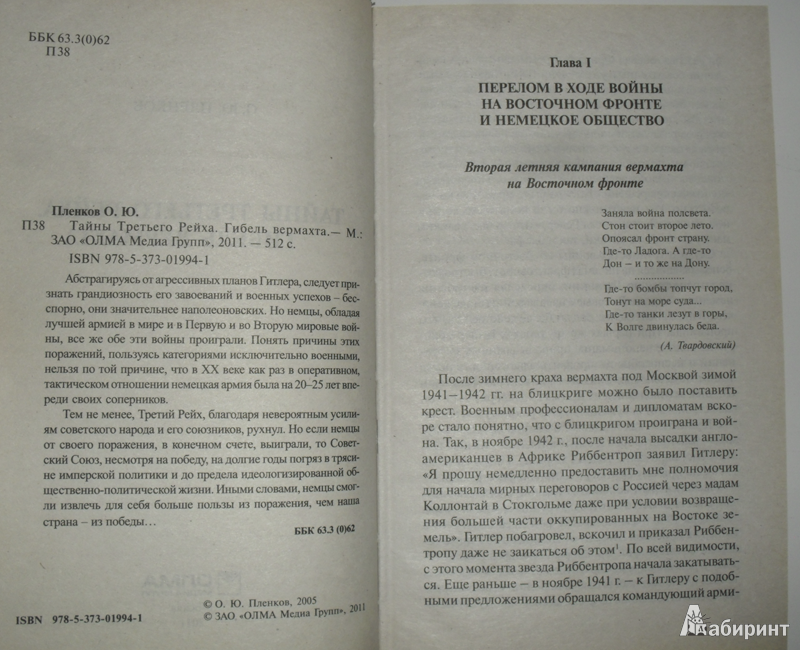 ББК 63.3(0)62
П38
Пленков О. Ю.
П38 Тайны Третьего Рейха. Гибель вермахта.— М.:
ЗАО «ОЛМА Медиа Групп», 2011. — 512 с.
ISBN 978-5-373-01994-1
Абстрагируясь от агрессивных планов Гитлера, следует при-
знать грандиозность его завоеваний и военных успехов – бес-
спорно, они значительнее наполеоновских. Но немцы, обладая
лучшей армией в мире и в Первую и во Вторую мировые вой-
ны, все же обе эти войны проиграли. Понять причины этих
поражений, пользуясь категориями исключительно военными,
нельзя по той причине, что в XX веке как раз в оперативном,
тактическом отношении немецкая армия была на 20–25 лет впе-
реди своих соперников.
Тем не менее, Третий Рейх, благодаря невероятным усили-
ям советского народа и его союзников, рухнул. Но если немцы
от своего поражения, в конечном счете, выиграли, то Совет-
ский Союз, несмотря на победу, на долгие годы погряз в тряси-
не имперской политики и до предела идеологизированной об-
щественно-политической жизни. Иными словами, немцы смог-
ли извлечь для себя больше пользы из поражения, чем наша
страна – из победы...
ББК 63.3 (0)62
© О. Ю. Пленков, 2005
© ЗАО «ОЛМА Медиа Групп», 2011
ISBN 978-5-373-01994-1
Глава I
ПЕРЕЛОМ В ХОДЕ ВОЙНЫ
НА ВОСТОЧНОМ ФРОНТЕ
И НЕМЕЦКОЕ ОБЩЕСТВО
Вторая летняя кампания вермахта
на Восточном фронте
Заняла война полсвета.
Стон стоит второе лето.
Опоясал фронт страну.
Где-то Ладога. А где-то
Дон – и то же на Дону.
..................
Где-то бомбы топчут город,
Тонут на море суда...
Где-то танки лезут в горы,
К Волге двинулась беда.
(А. Твардовский)
После зимнего краха вермахта под Москвой зимой
1941—1942 гг. на блицкриге можно было поставить
крест. Военным профессионалам и дипломатам вско-
ре стало понятно, что с блицкригом проиграна и вой-
на. Так, в ноябре 1942 г., после начала высадки англо-
американцев в Африке Риббентроп заявил Гитлеру:
«Я прошу немедленно предоставить мне полномочия
для начала мирных переговоров с Россией через мадам
Коллонтай в Стокгольме даже при условии возвраще-
ния большей части оккупированных на Востоке зе-
мель». Гитлер побагровел, вскочил и приказал Риббен-
тропу даже не заикаться об этом¹. По всей видимости,
с этого момента звезда Риббентропа начала закатывать-
ся. Еще раньше – в ноябре 1941 г. – к Гитлеру с подоб-
ными предложениями обращался командующий арми-
Лабиринт